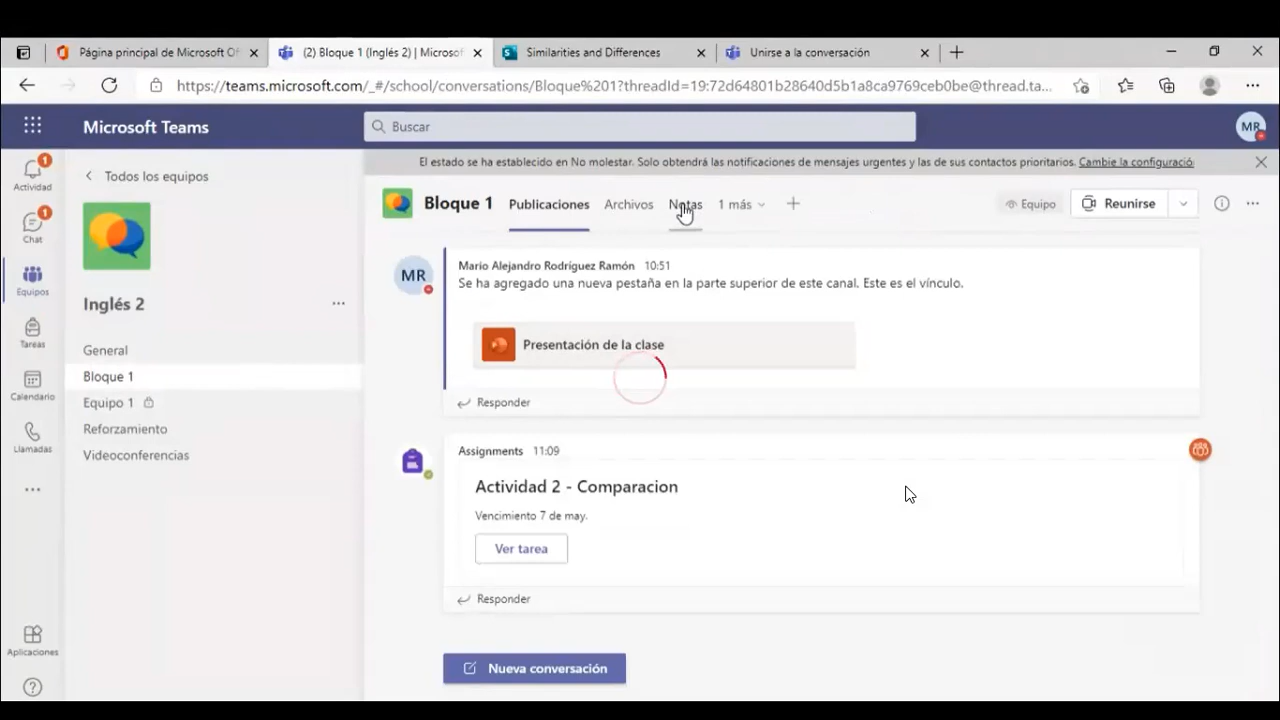 Página principal de Microsoft Of
(2) Bloque 1 (Inglés 2) | Microsof
Similarities and Differences
Unirse a la conversación
https://teams.microsoft.com/_#/school/conversations/Bloque%201?threadId=19:72d64801b28640d5b1a8ca9769ceb0be@thread.ta...
Microsoft Teams
Buscar
MR
El estado se ha establecido en No molestar. Solo obtendrá las notificaciones de mensajes urgentes y las de sus contactos prioritarios. Cambie la configuració
1
Actividad
1
Chat
Equipos
Tareas
Calendario
Llamadas
Aplicaciones
Todos los equipos
Inglés 2
General
Bloque 1
Equipo 1
Reforzamiento
Videoconferencias
Bloque 1 Publicaciones Archivos Notas 1 más
Equipo
Reunirse
MR
Mario Alejandro Rodríguez Ramón 10:51
Se ha agregado una nueva pestaña en la parte superior de este canal. Este es el vínculo.
Presentación de la clase
Responder
Assignments 11:09
Actividad 2 - Comparacion
Vencimiento 7 de may.
Ver tarea
Responder
Nueva conversación